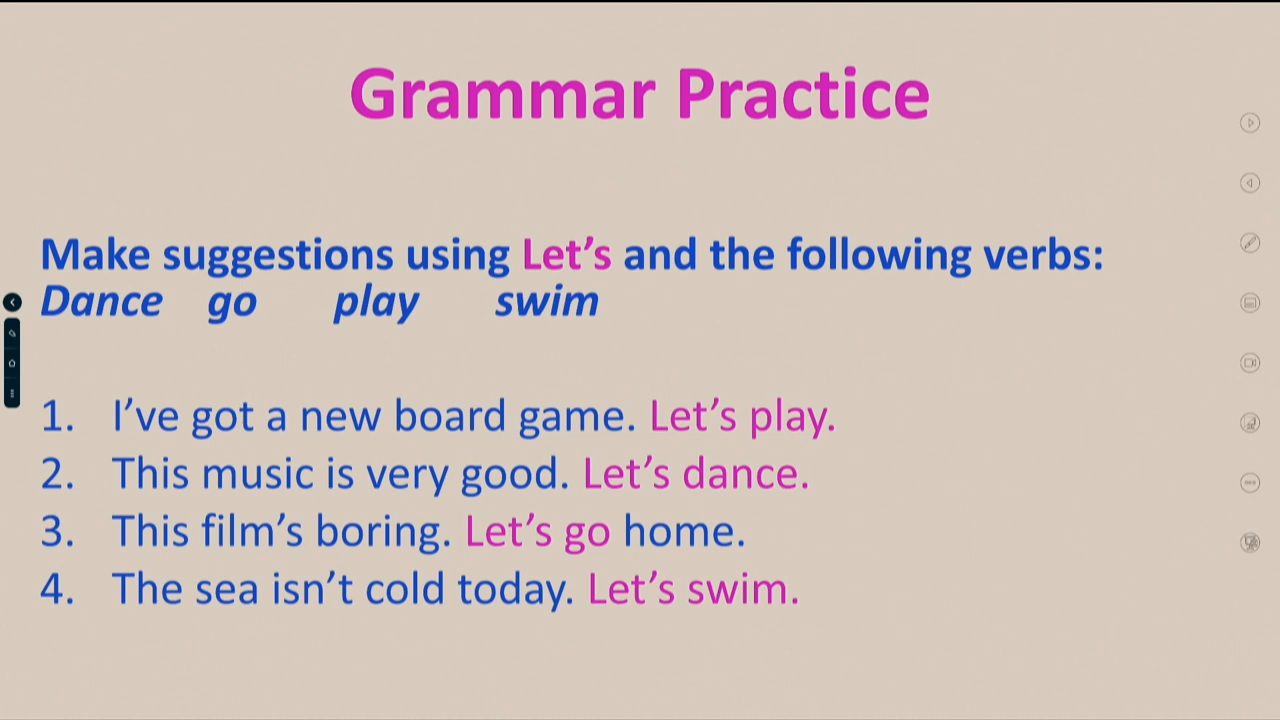 Grammar Practice
Make suggestions using Let’s and the following verbs:
Dance go play swim
1. I’ve got a new board game. Let’s play.
2. This music is very good. Let’s dance.
3. This film’s boring. Let’s go home.
4. The sea isn’t cold today. Let’s swim.